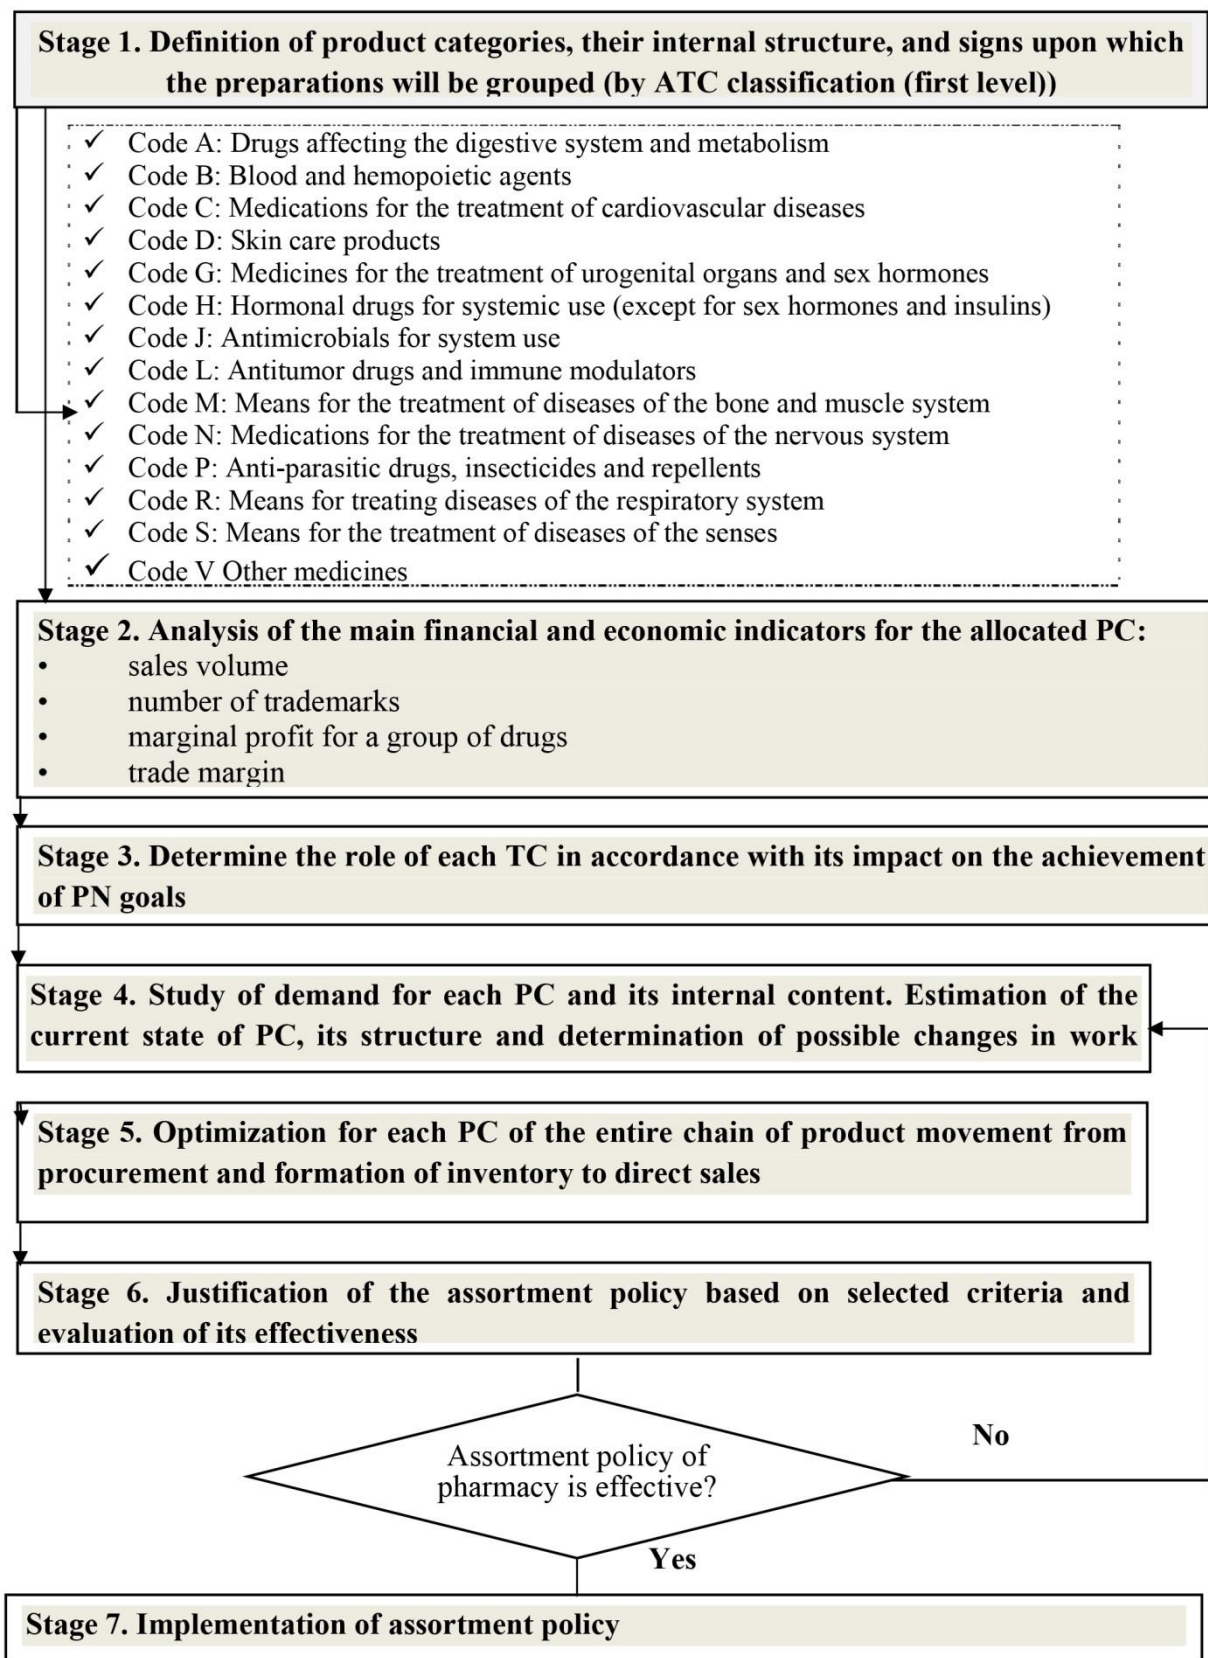 Stage 1. Definition of product categories, their internal structure, and signs upon which
the preparations will be grouped (by ATC classification (first level))
✓ Code A: Drugs affecting the digestive system and metabolism
✓ Code B: Blood and hemopoietic agents
✓ Code C: Medications for the treatment of cardiovascular diseases
✓ Code D: Skin care products
✓ Code G: Medicines for the treatment of urogenital organs and sex hormones
✓ Code H: Hormonal drugs for systemic use (except for sex hormones and insulins)
✓ Code J: Antimicrobials for system use
✓ Code L: Antitumor drugs and immune modulators
✓ Code M: Means for the treatment of diseases of the bone and muscle system
✓ Code N: Medications for the treatment of diseases of the nervous system
✓ Code P: Anti-parasitic drugs, insecticides and repellents
✓ Code R: Means for treating diseases of the respiratory system
✓ Code S: Means for the treatment of diseases of the senses
✓ Code V Other medicines
Stage 2. Analysis of the main financial and economic indicators for the allocated PC:
• sales volume
• number of trademarks
• marginal profit for a group of drugs
• trade margin
Stage 3. Determine the role of each TC in accordance with its impact on the achievement
of PN goals
Stage 4. Study of demand for each PC and its internal content. Estimation of the
current state of PC, its structure and determination of possible changes in work
Stage 5. Optimization for each PC of the entire chain of product movement from
procurement and formation of inventory to direct sales
Stage 6. Justification of the assortment policy based on selected criteria and
evaluation of its effectiveness
Assortment policy of
pharmacy is effective?
No
Yes
Stage 7. Implementation of assortment policy